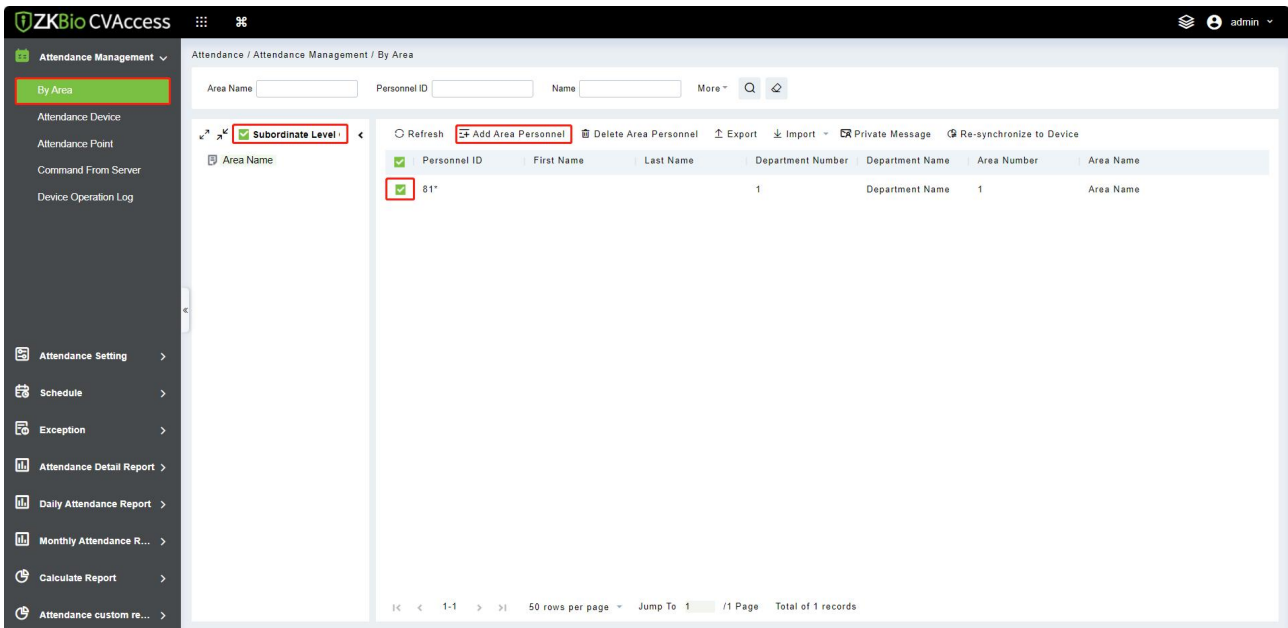 ZKBio CVAccess
admin
Attendance Management
By Area
Attendance Device
Attendance Point
Command From Server
Device Operation Log
Attendance Setting
Schedule
Exception
Attendance Detail Report
Daily Attendance Report
Monthly Attendance R...
Calculate Report
Attendance custom re...
Attendance / Attendance Management / By Area
Area Name Personnel ID Name More
Subordinate Level
Area Name
Refresh Add Area Personnel Delete Area Personnel Export Import Private Message Re-synchronize to Device
Personnel ID First Name Last Name Department Number Department Name Area Number Area Name
81* 1 Department Name 1 Area Name
1-1 50 rows per page Jump To 1 /1 Page Total of 1 records